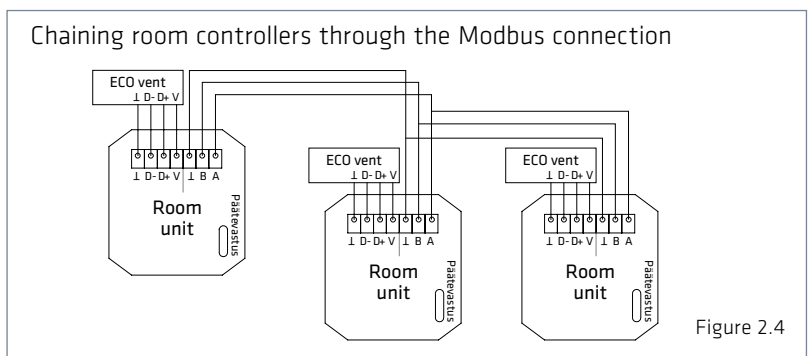 Chaining room controllers through the Modbus connection
ECO vent
⊥ D- D+ V
⊥ D- D+ V ⊥ B A
Room
unit
Päätevastus
ECO vent
⊥ D- D+ V
⊥ D- D+ V ⊥ B A
Room
unit
Päätevastus
ECO vent
⊥ D- D+ V
⊥ D- D+ V ⊥ B A
Room
unit
Päätevastus
Figure 2.4